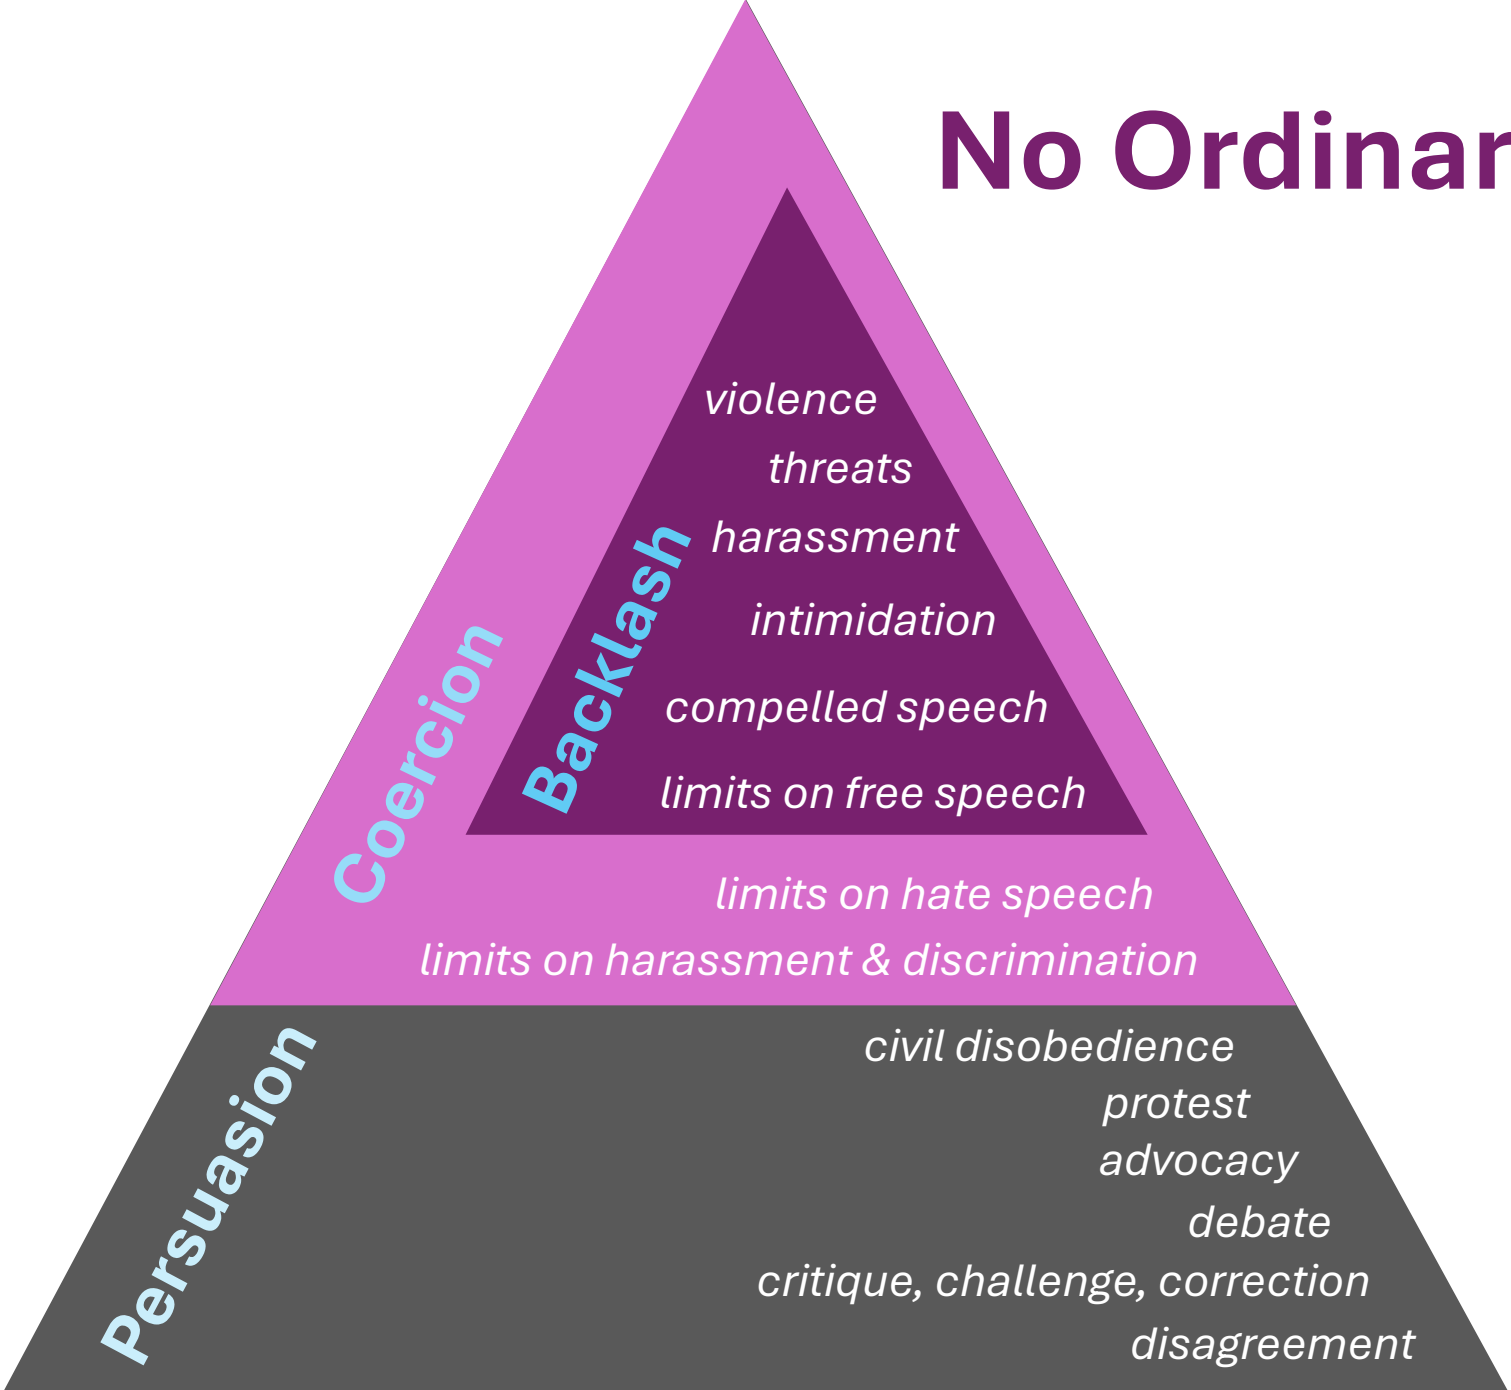 No Ordinar
violence
threats
harassment
intimidation
compelled speech
limits on free speech
Backlash
limits on hate speech
limits on harassment & discrimination
Coercion
civil disobedience
protest
advocacy
debate
critique, challenge, correction
disagreement
Persuasion